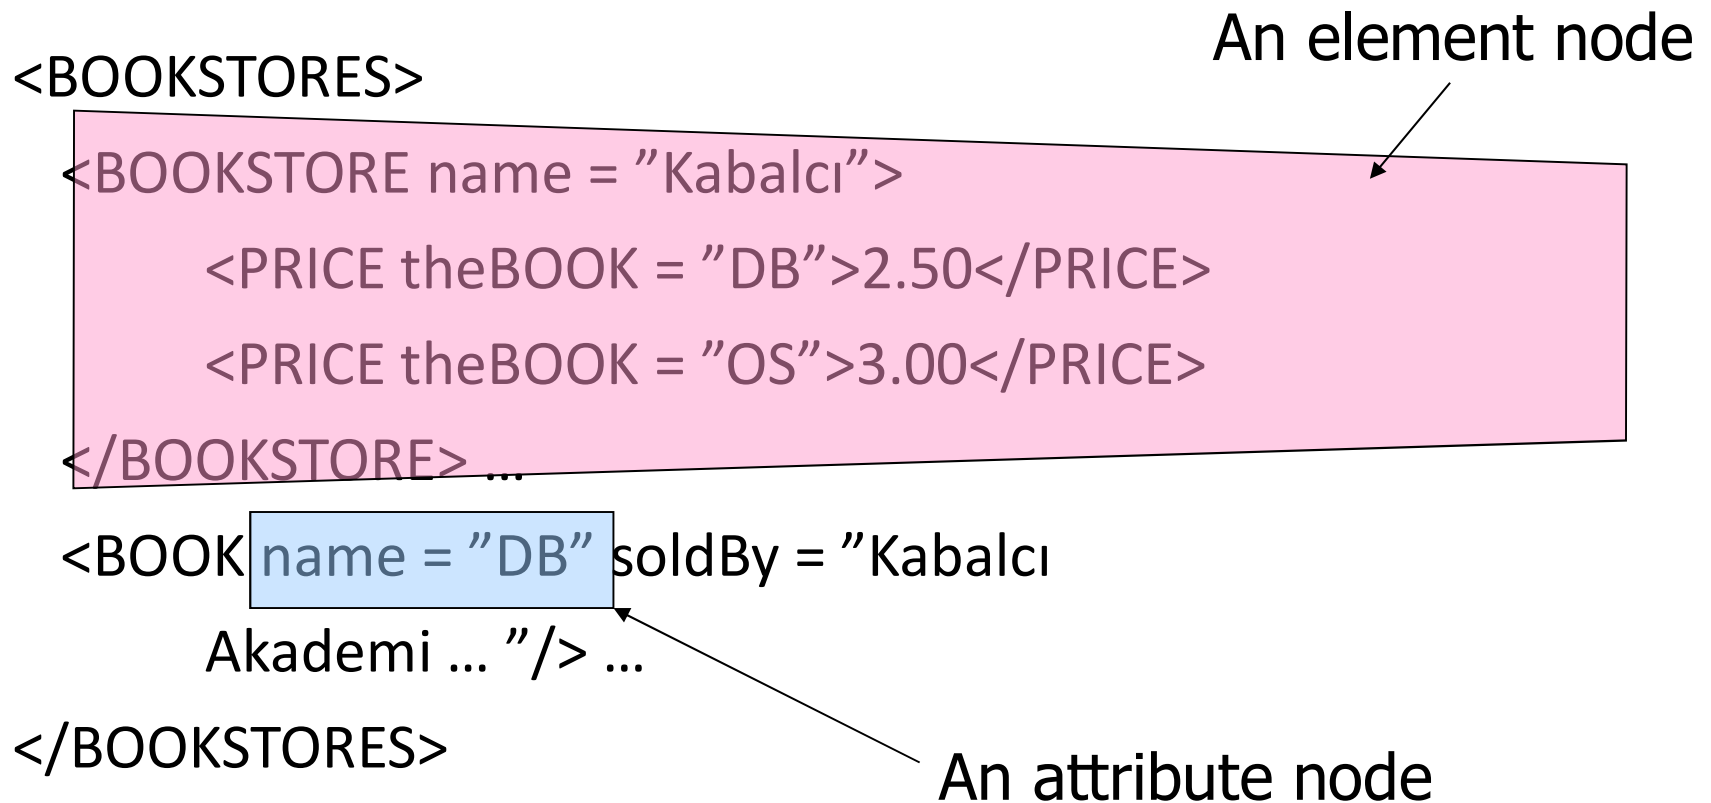 An element node
<BOOKSTORES>
<BOOKSTORE name = ”Kabalcı”>
<PRICE theBOOK = ”DB”>2.50</PRICE>
<PRICE theBOOK = ”OS”>3.00</PRICE>
</BOOKSTORE> …
<BOOK name = ”DB” soldBy = ”Kabalcı
Akademi … ”/> …
</BOOKSTORES>
An attribute node